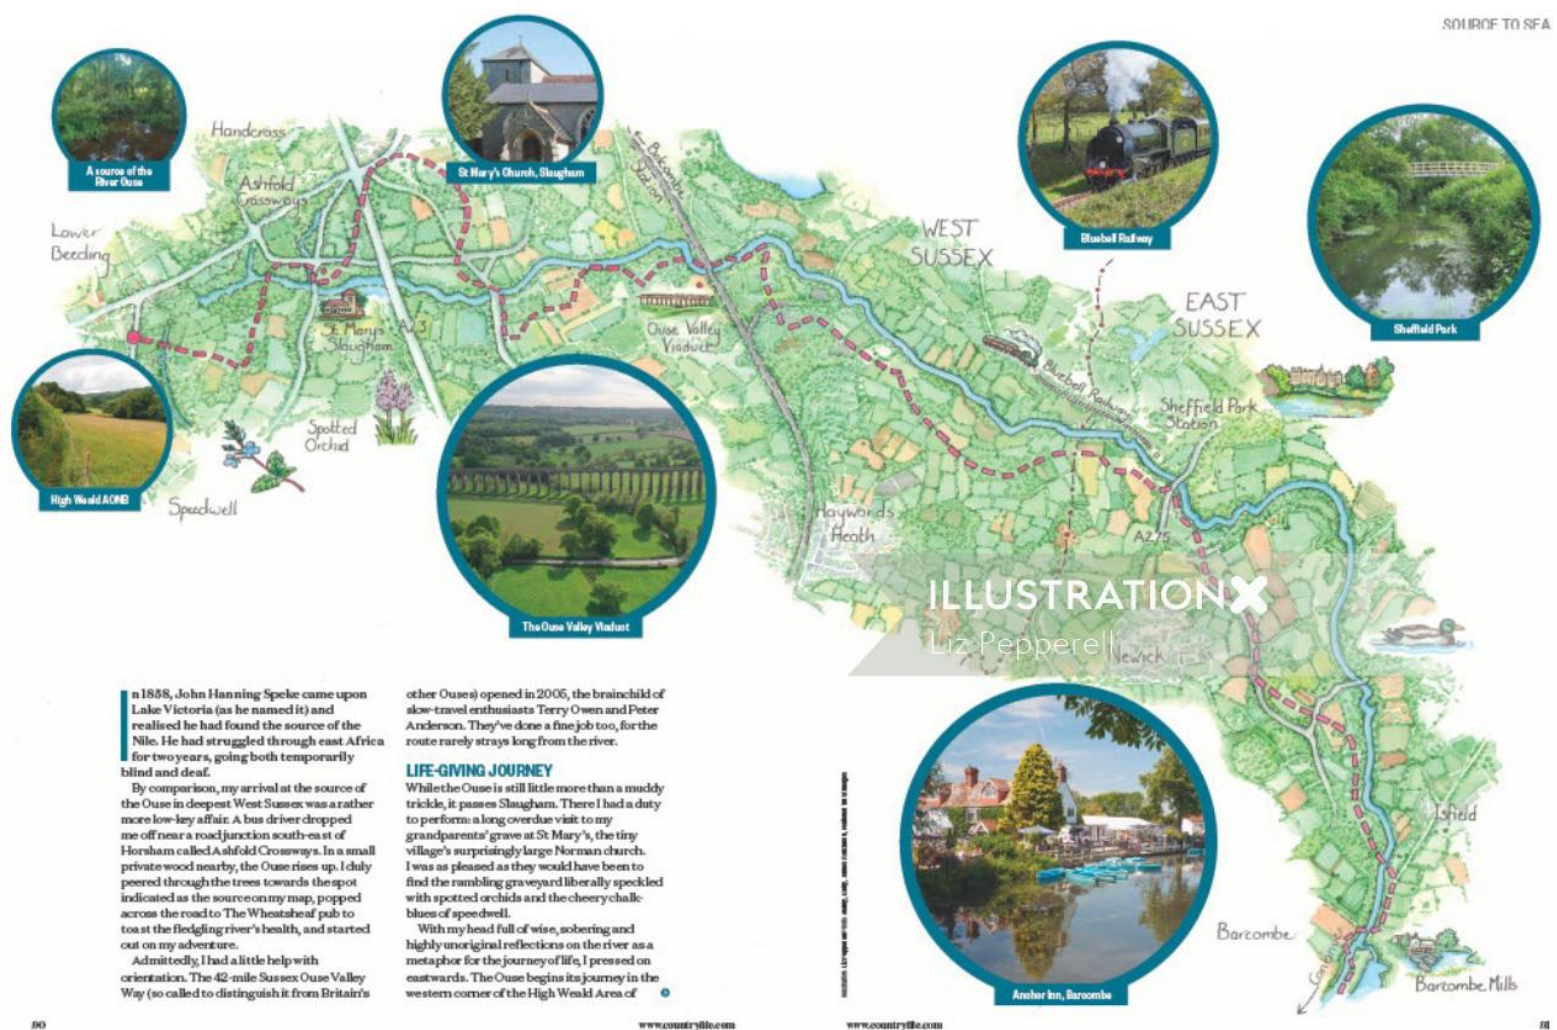 SOURCE TO SEA
A source of the
River Ouse
St Mary's Church, Slaugham
Bluebell Railway
Sheffield Park
High Weald AONB
The Ouse Valley Viaduct
Anchor Inn, Barcombe
Handcross
Ashfold
Crossways
Lower
Beeding
Balcombe
Station
WEST
SUSSEX
EAST
SUSSEX
St Mary's
Slaugham
A23
Ouse Valley
Viaduct
Spotted
Orchid
Speedwell
Bluebell Railway
Sheffield Park
Station
Haywards
Heath
A275
Newick
Isfield
Barcombe
Barcombe Mills
ILLUSTRATIONX
Liz Pepperell
In 1858, John Hanning Speke came upon
Lake Victoria (as he named it) and
realised he had found the source of the
Nile. He had struggled through east Africa
for two years, going both temporarily
blind and deaf.
By comparison, my arrival at the source of
the Ouse in deepest West Sussex was a rather
more low-key affair. A bus driver dropped
me off near a road junction south-east of
Horsham called Ashfold Crossways. In a small
private wood nearby, the Ouse rises up. I duly
peered through the trees towards the spot
indicated as the source on my map, popped
across the road to The Wheatsheaf pub to
toast the fledgling river's health, and started
out on my adventure.
Admittedly, I had a little help with
orientation. The 42-mile Sussex Ouse Valley
Way (so called to distinguish it from Britain's
other Ouses) opened in 2005, the brainchild of
slow-travel enthusiasts Terry Owen and Peter
Anderson. They've done a fine job too, for the
route rarely strays long from the river.
LIFE-GIVING JOURNEY
While the Ouse is still little more than a muddy
trickle, it passes Slaugham. There I had a duty
to perform: a long overdue visit to my
grandparents' grave at St Mary's, the tiny
village's surprisingly large Norman church.
I was as pleased as they would have been to
find the rambling graveyard liberally speckled
with spotted orchids and the cheery chalk-
blues of speedwell.
With my head full of wise, sobering and
highly unoriginal reflections on the river as a
metaphor for the journey of life, I pressed on
eastwards. The Ouse begins its journey in the
western corner of the High Weald Area of
90
www.countryfile.com
www.countryfile.com
91